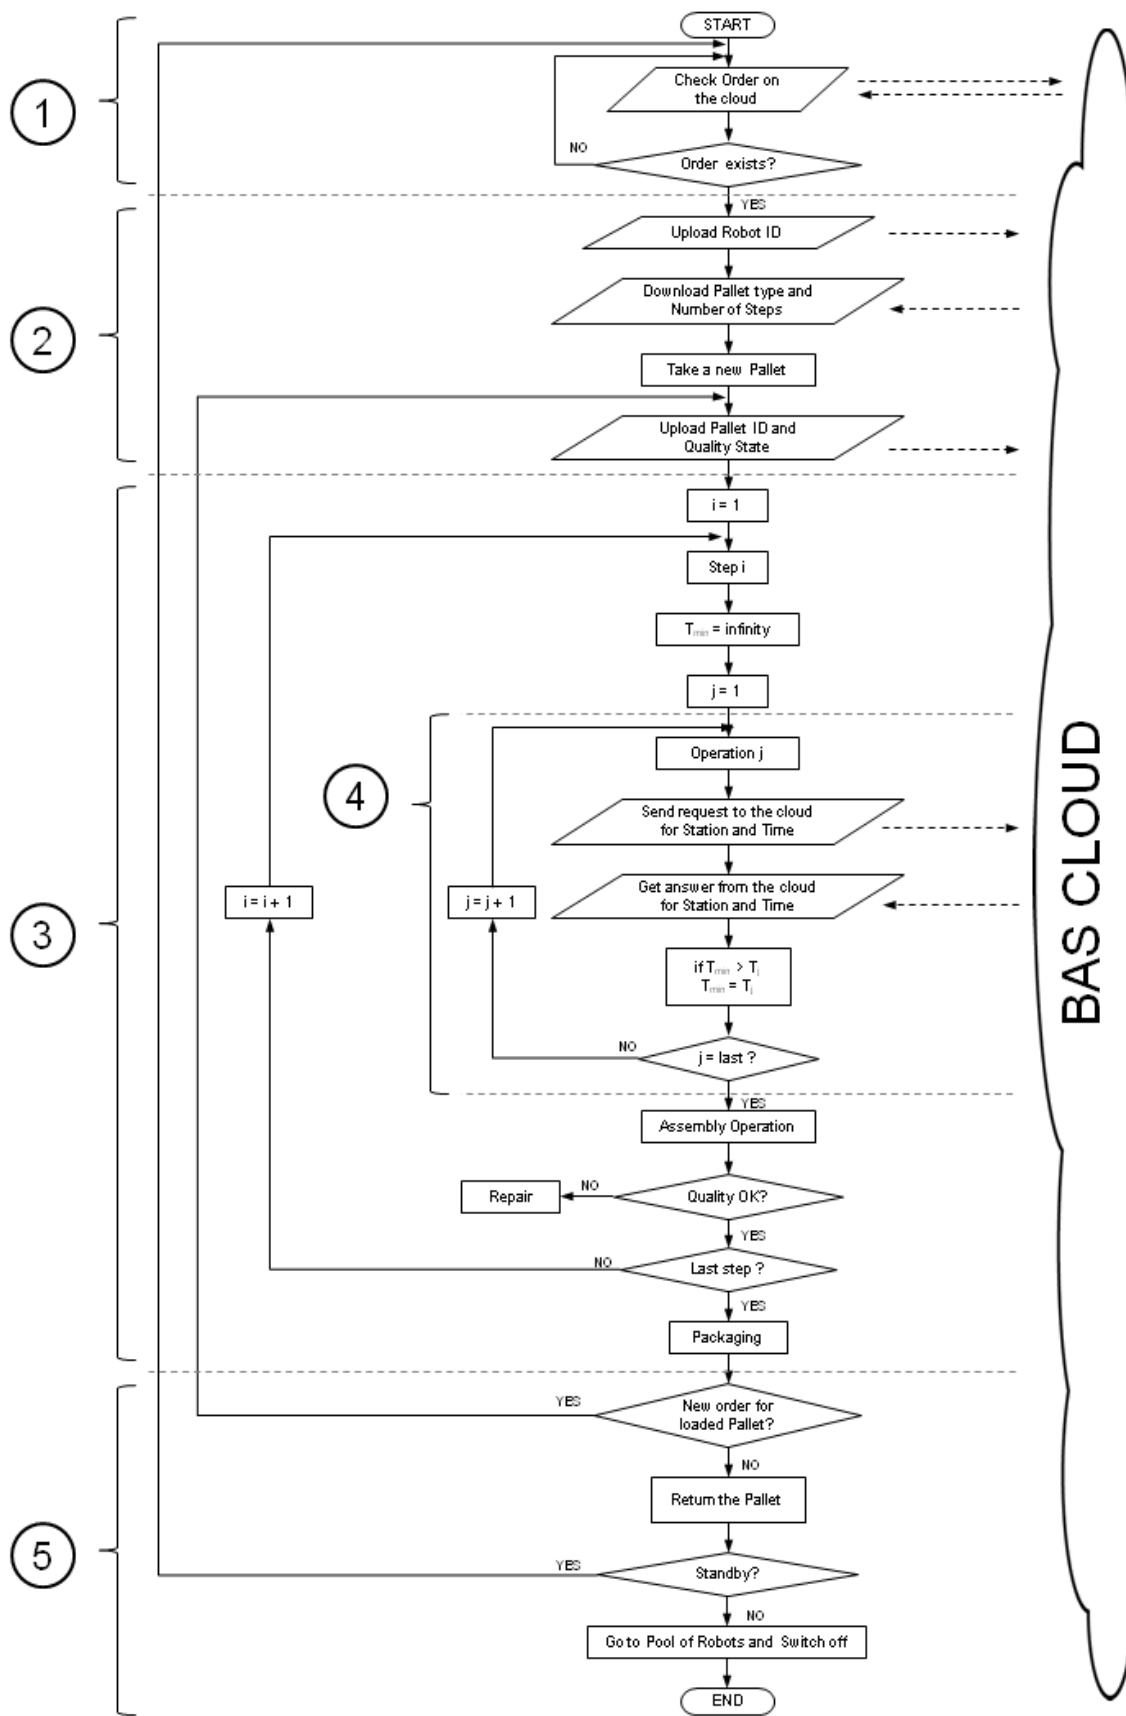 START
1
Check Order on
the cloud
NO
Order exists?
YES
Upload Robot ID
2
Download Pallet type and
Number of Steps
Take a new Pallet
Upload Pallet ID and
Quality State
i = 1
Step i
Tmin = infinity
j = 1
BAS CLOUD
Operation j
4
Send request to the cloud
for Station and Time
Get answer from the cloud
for Station and Time
i = i + 1
j = j + 1
3
if Tmin > Tj
Tmin = Tj
NO
j = last ?
YES
Assembly Operation
Repair
NO
Quality OK?
YES
NO
Last step ?
YES
Packaging
YES
New order for
loaded Pallet?
NO
Return the Pallet
5
YES
Standby?
NO
Go to Pool of Robots and Switch off
END